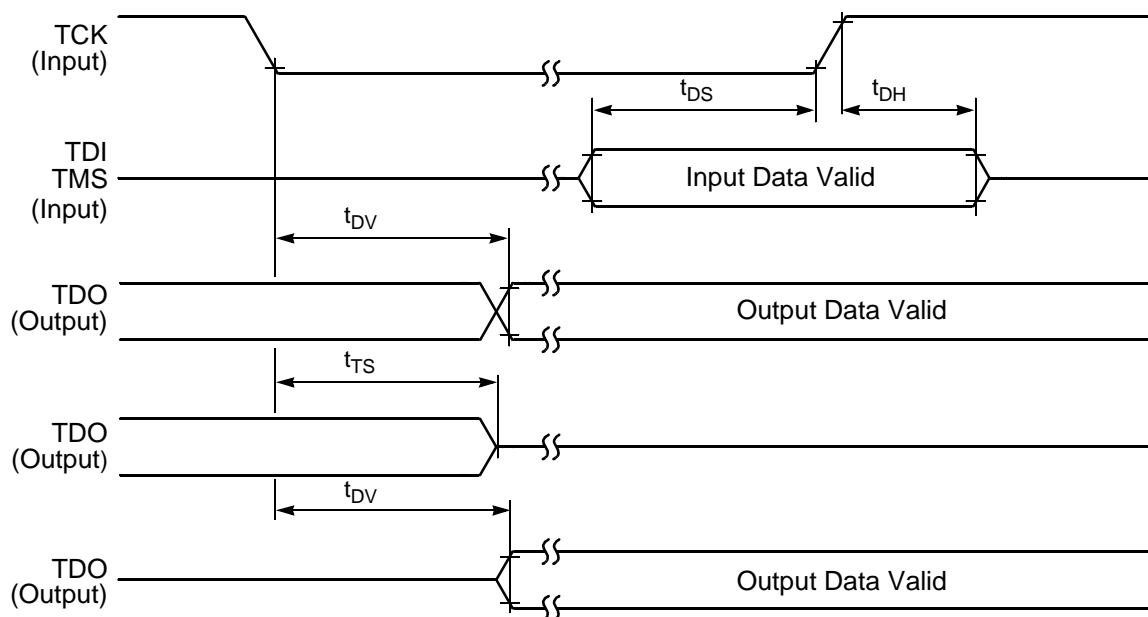 TCK
(Input)
tDS
tDH
TDI
TMS
(Input)
Input Data Valid
tDV
TDO
(Output)
Output Data Valid
tTS
TDO
(Output)
tDV
TDO
(Output)
Output Data Valid